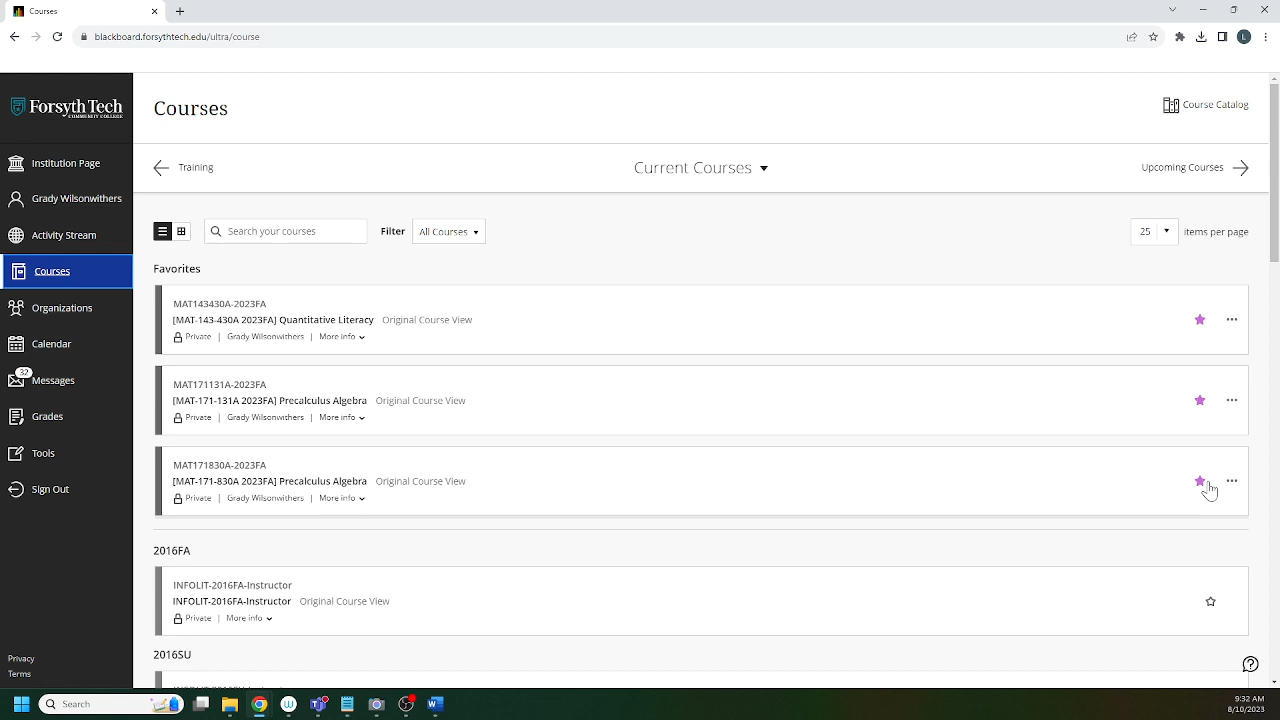 Courses
blackboard.forsythtech.edu/ultra/course
L
Forsyth Tech
COMMUNITY COLLEGE
Institution Page
Grady Wilsonwithers
Activity Stream
Courses
Organizations
Calendar
32
Messages
Grades
Tools
Sign Out
Privacy
Terms
Courses
Course Catalog
Training
Current Courses
Upcoming Courses
Search your courses
Filter
All Courses
25
items per page
Favorites
MAT143430A-2023FA
[MAT-143-430A 2023FA] Quantitative Literacy Original Course View
Private | Grady Wilsonwithers | More info
MAT171131A-2023FA
[MAT-171-131A 2023FA] Precalculus Algebra Original Course View
Private | Grady Wilsonwithers | More info
MAT171830A-2023FA
[MAT-171-830A 2023FA] Precalculus Algebra Original Course View
Private | Grady Wilsonwithers | More info
2016FA
INFOLIT-2016FA-Instructor
INFOLIT-2016FA-Instructor Original Course View
Private | More info
2016SU
Search
9:32 AM
8/10/2023